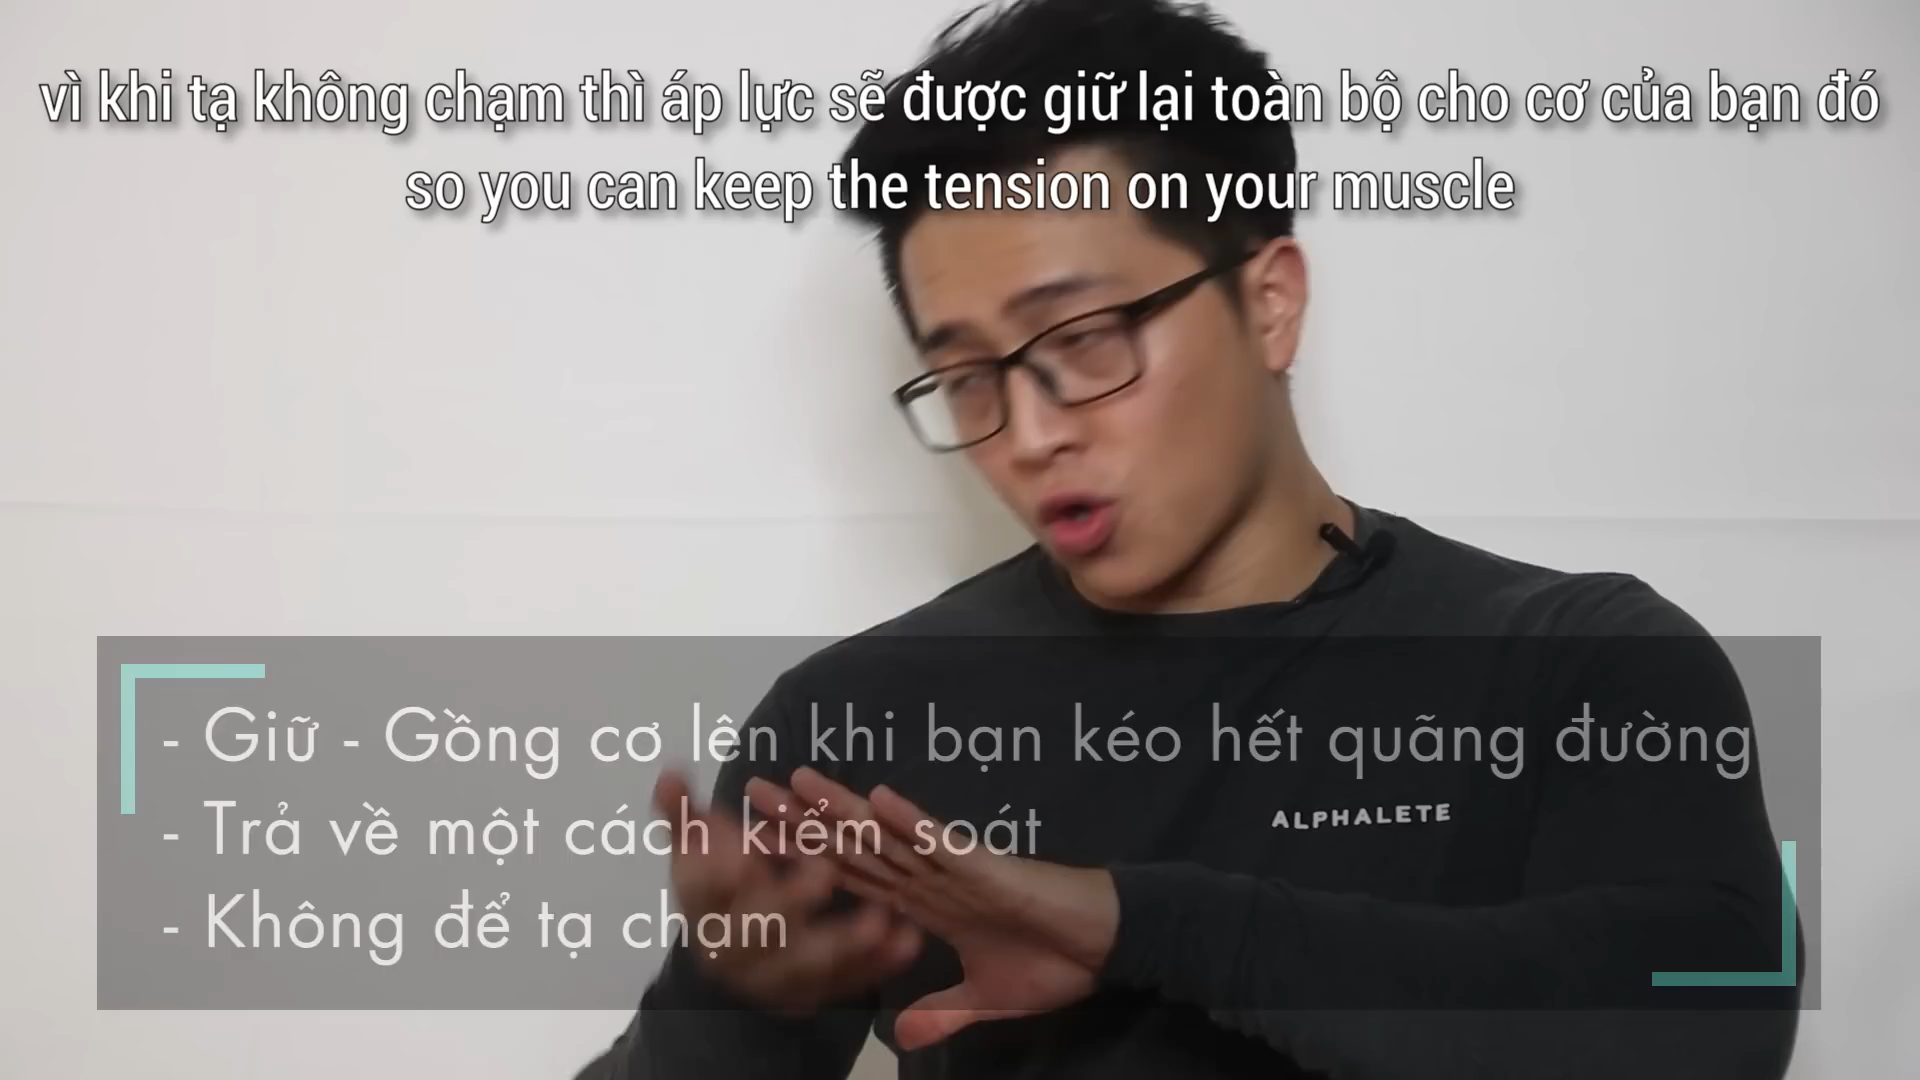 vì khi tạ không chạm thì áp lực sẽ được giữ lại toàn bộ cho cơ của bạn đó
so you can keep the tension on your muscle
- Giữ - Gồng cơ lên khi bạn kéo hết quãng đường
- Trả về một cách kiểm soát
- Không để tạ chạm
ALPHALETE